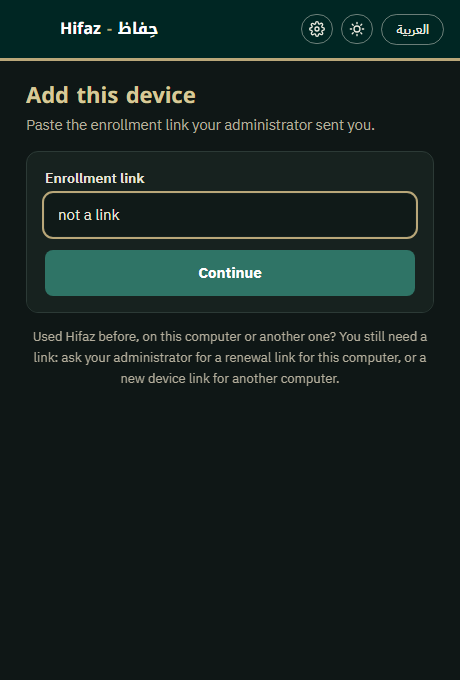 Hifaz - حِفاظ
العربية
Add this device
Paste the enrollment link your administrator sent you.
Enrollment link
not a link
Continue
Used Hifaz before, on this computer or another one? You still need a
link: ask your administrator for a renewal link for this computer, or a
new device link for another computer.